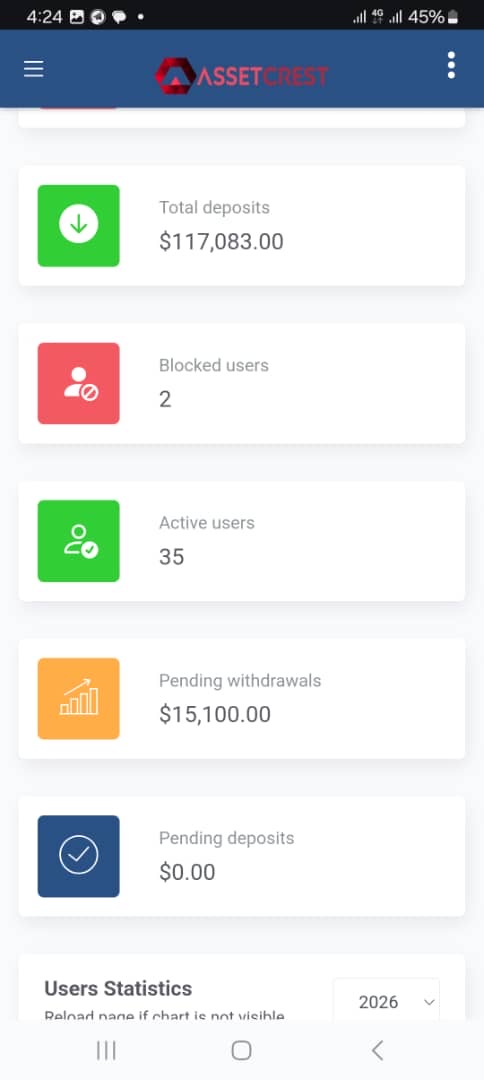 4:24
4G
45%
ASSETCREST
Total deposits
$117,083.00
Blocked users
2
Active users
35
Pending withdrawals
$15,100.00
Pending deposits
$0.00
Users Statistics
2026
Reload page if chart is not visible